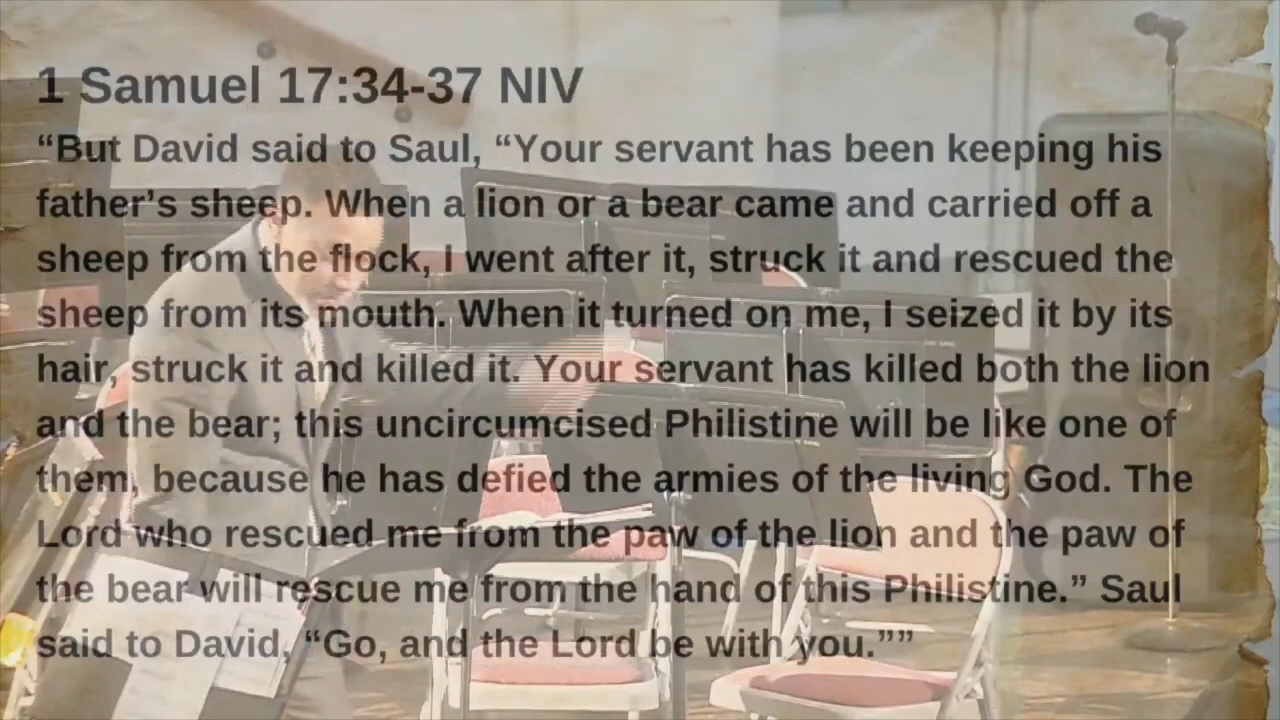 1 Samuel 17:34-37 NIV
“But David said to Saul, “Your servant has been keeping his
father’s sheep. When a lion or a bear came and carried off a
sheep from the flock, I went after it, struck it and rescued the
sheep from its mouth. When it turned on me, I seized it by its
hair, struck it and killed it. Your servant has killed both the lion
and the bear; this uncircumcised Philistine will be like one of
them, because he has defied the armies of the living God. The
Lord who rescued me from the paw of the lion and the paw of
the bear will rescue me from the hand of this Philistine.” Saul
said to David, “Go, and the Lord be with you.””